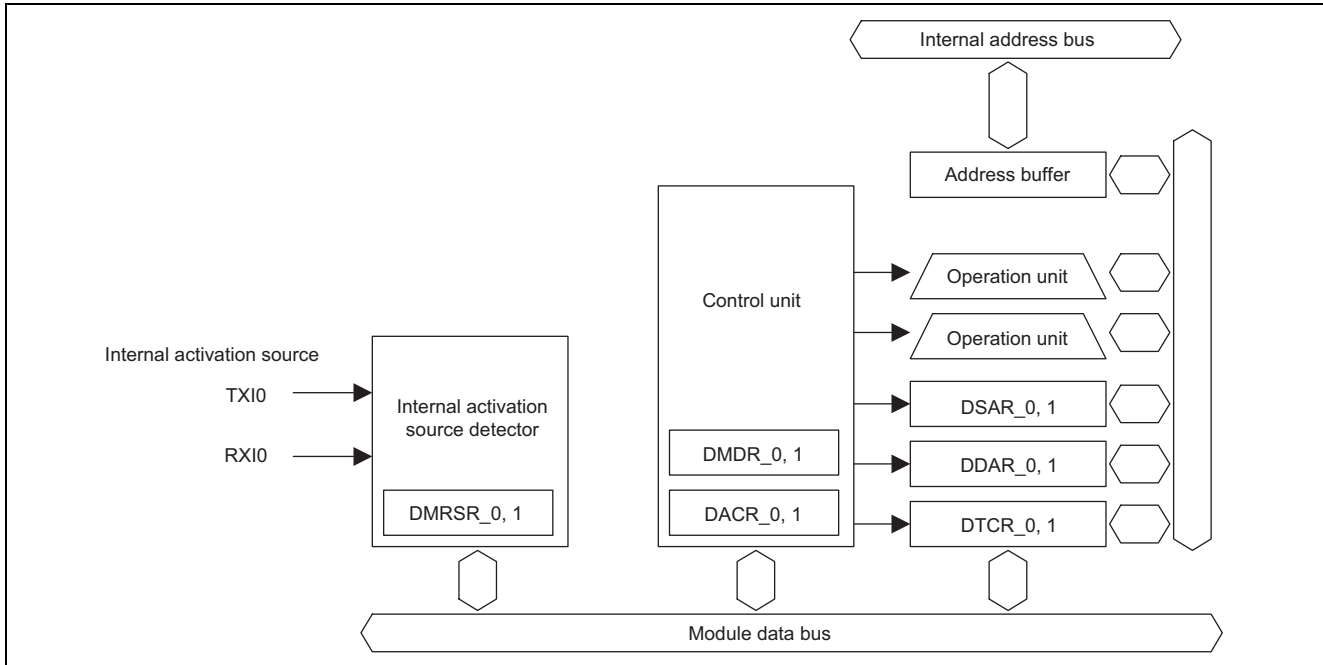 Internal address bus
Address buffer
Control unit
Operation unit
Operation unit
Internal activation source
TXI0
RXI0
Internal activation
source detector
DMRSR_0, 1
DMDR_0, 1
DACR_0, 1
DSAR_0, 1
DDAR_0, 1
DTCR_0, 1
Module data bus